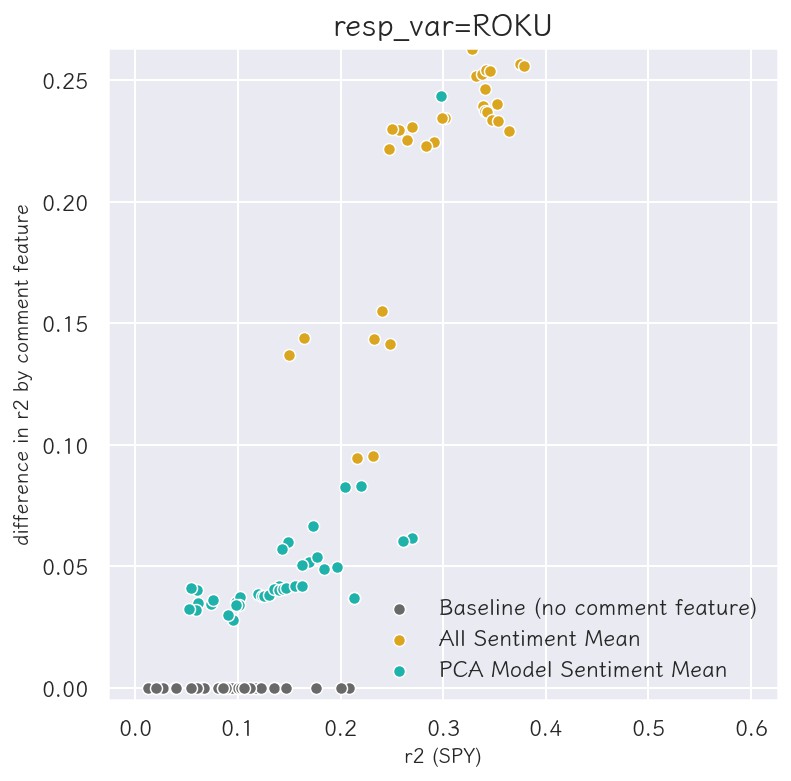 resp_var=ROKU
difference in r2 by comment feature
0.25
0.20
0.15
0.10
0.05
0.00
Baseline (no comment feature)
All Sentiment Mean
PCA Model Sentiment Mean
0.0 0.1 0.2 0.3 0.4 0.5 0.6
r2 (SPY)